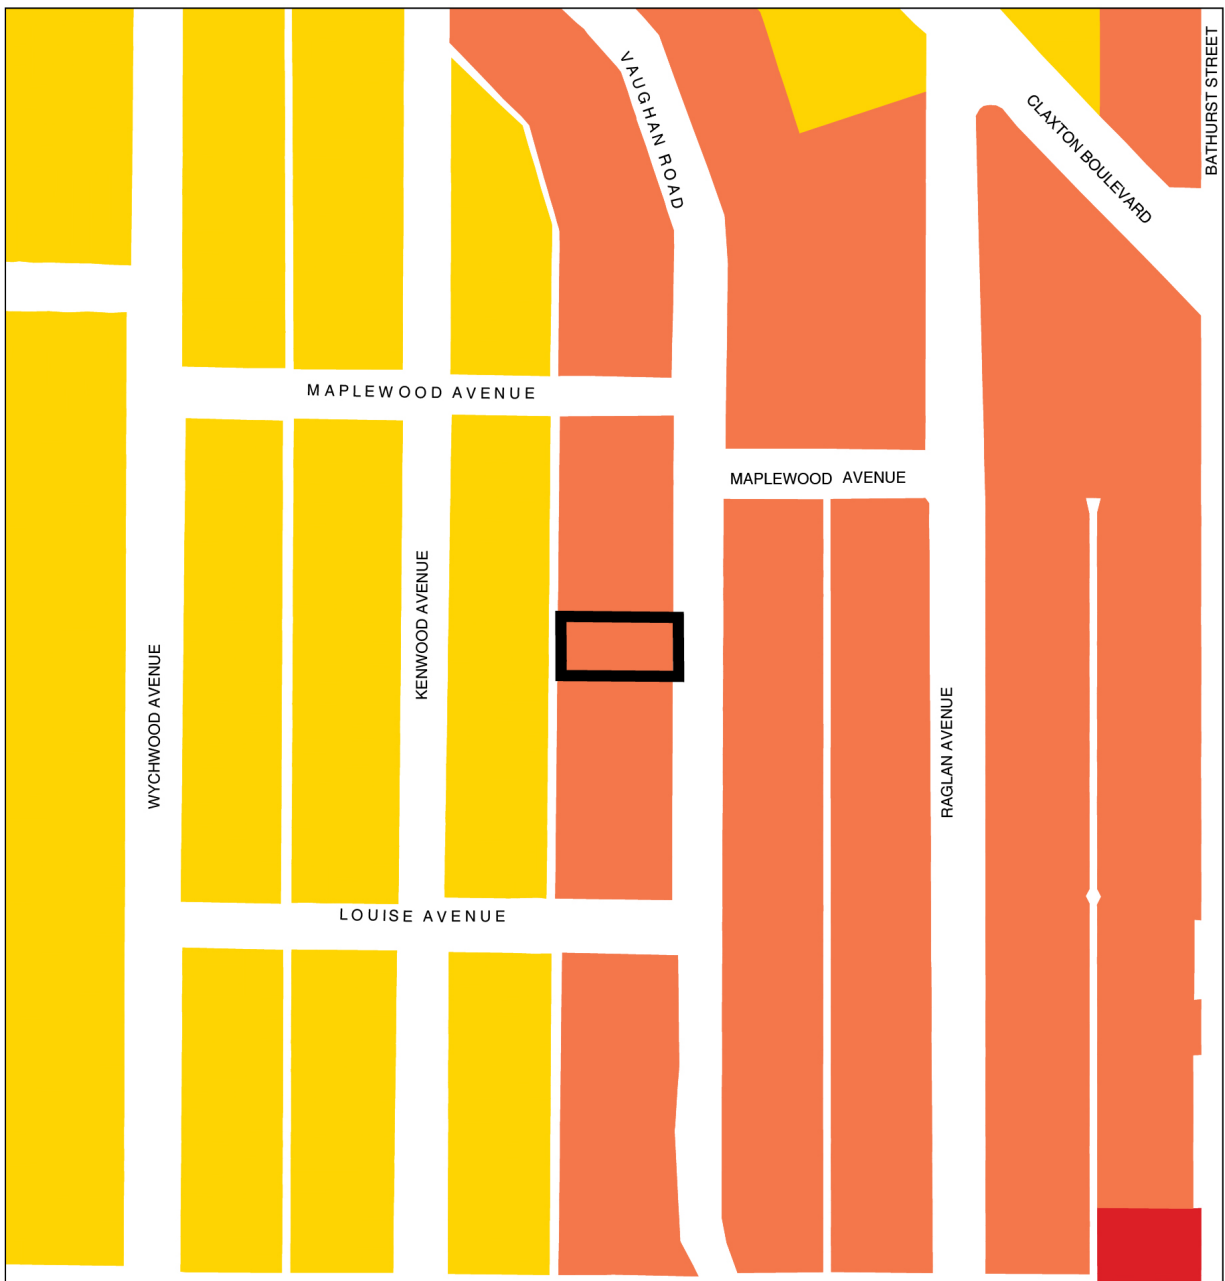 VAUGHAN ROAD
BATHURST STREET
CLAXTON BOULEVARD
MAPLEWOOD AVENUE
MAPLEWOOD AVENUE
KENWOOD AVENUE
WYCHWOOD AVENUE
RAGLAN AVENUE
LOUISE AVENUE